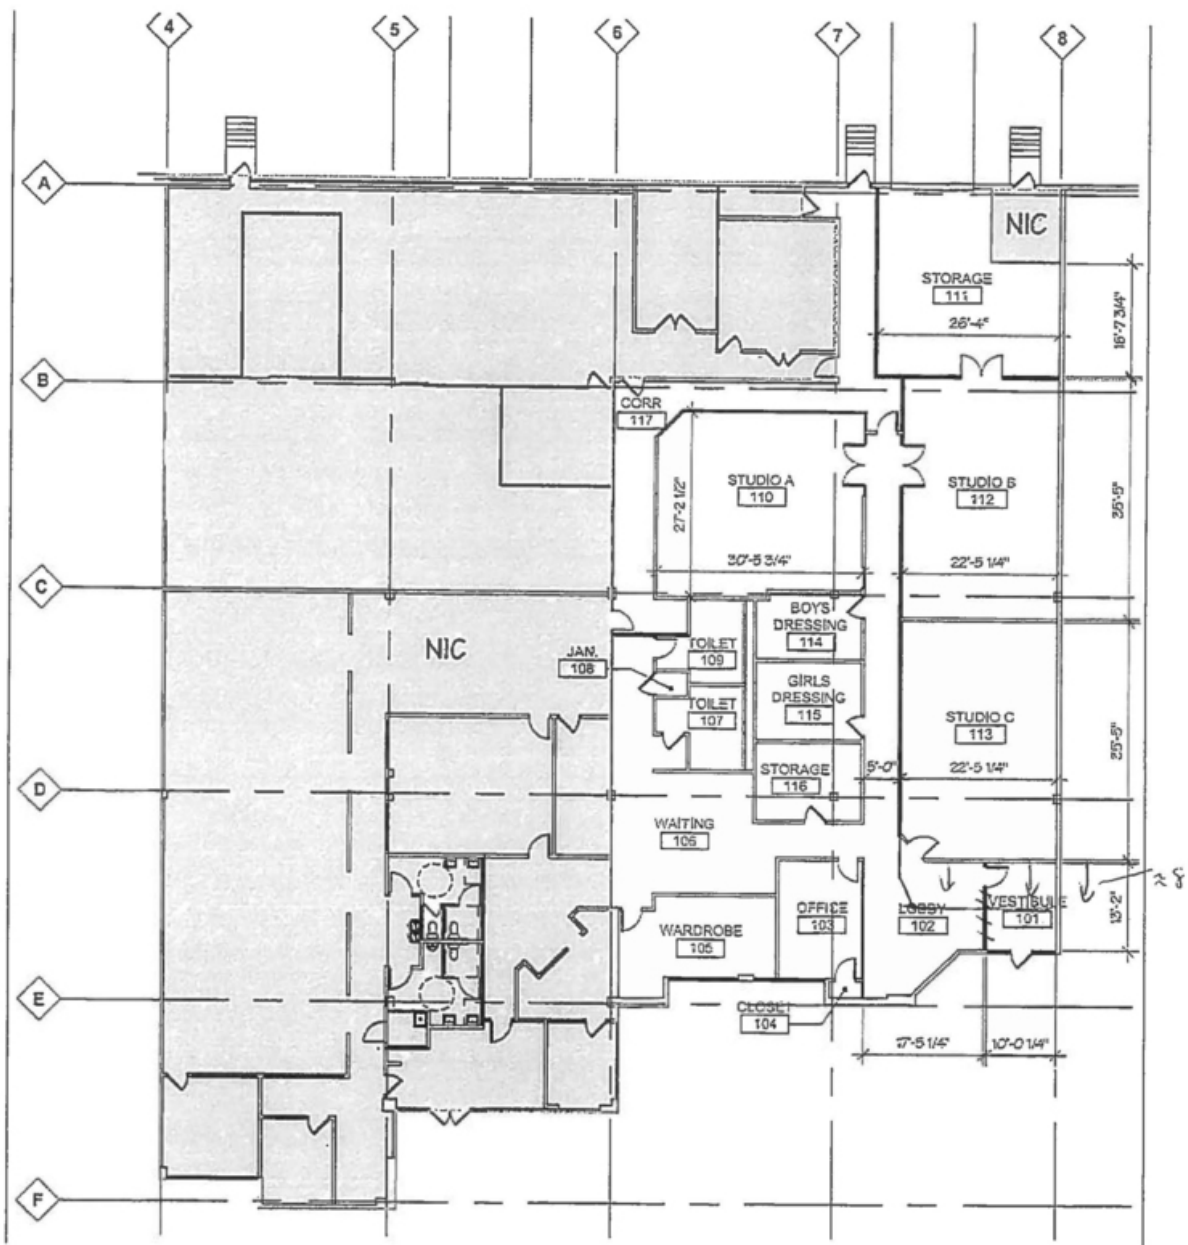 4
5
6
7
8
A
NIC
STORAGE
111
26'-4"
16'-7 3/4"
B
CORR
117
STUDIO A
110
27'-2 1/2"
30'-5 3/4"
STUDIO B
112
22'-5 1/4"
C
NIC
BOYS
DRESSING
114
JAN.
108
TOILET
109
GIRLS
DRESSING
115
TOILET
107
STUDIO C
113
22'-5 1/4"
25'-5"
D
STORAGE
116
5'-0"
WAITING
106
WARDROBE
105
OFFICE
103
LOBBY
102
VESTIBULE
101
13'-2"
E
CLOSET
104
17'-5 1/4"
10'-0 1/4"
F